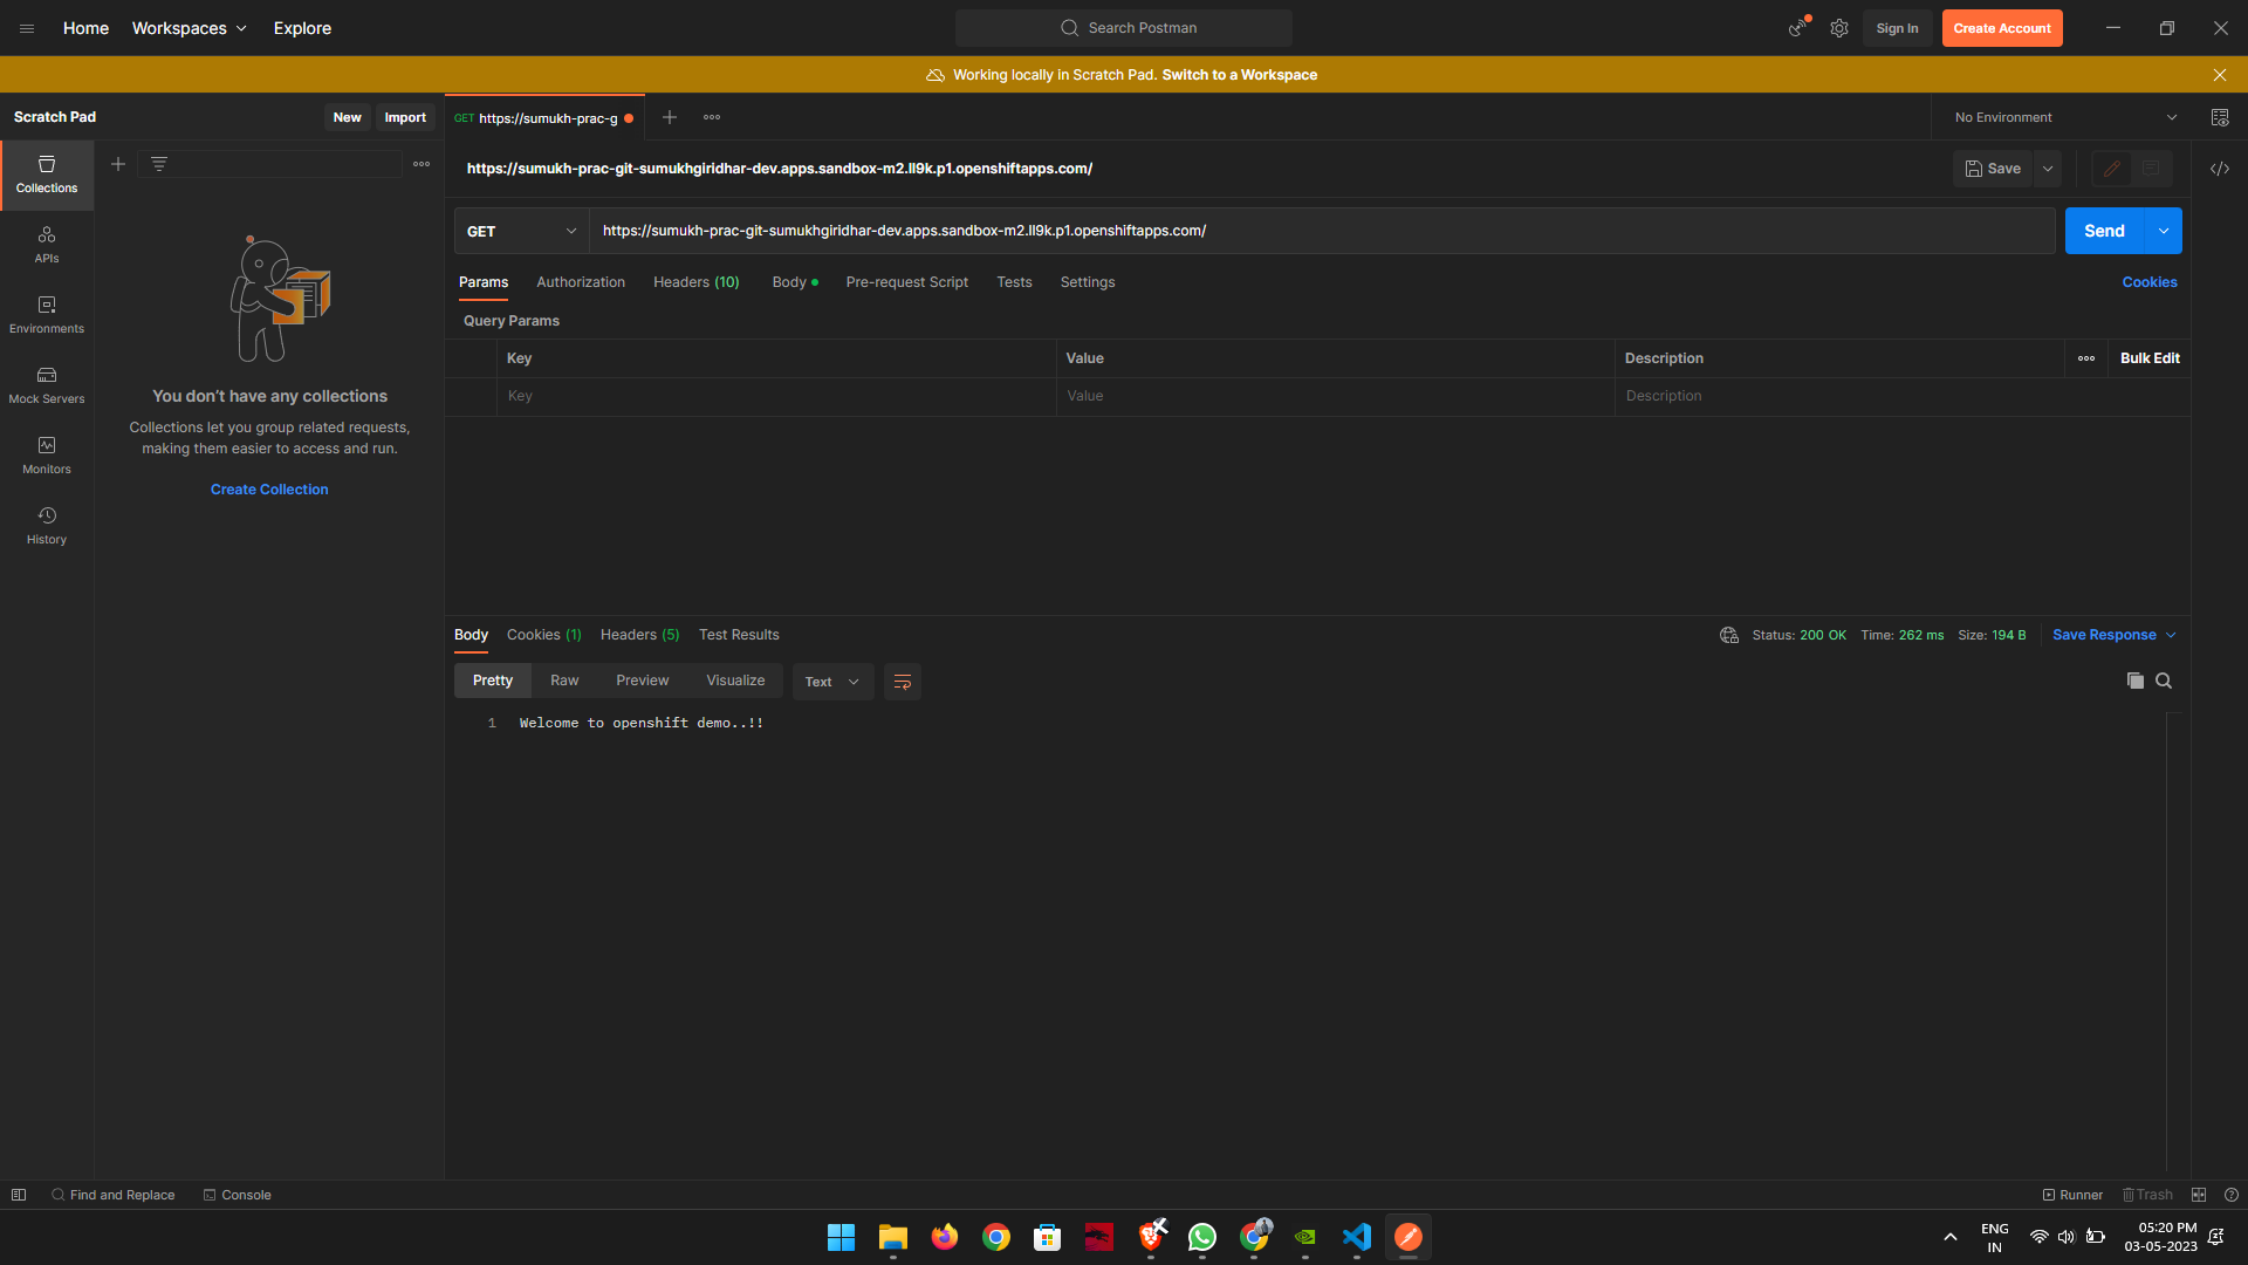 Home Workspaces Explore
Search Postman
Sign In Create Account
Working locally in Scratch Pad. Switch to a Workspace
Scratch Pad New Import
GET https://sumukh-prac-g
No Environment
Collections
APIs
Environments
Mock Servers
Monitors
History
You don't have any collections
Collections let you group related requests,
making them easier to access and run.
Create Collection
https://sumukh-prac-git-sumukhgiridhar-dev.apps.sandbox-m2.ll9k.p1.openshiftapps.com/
Save
GET https://sumukh-prac-git-sumukhgiridhar-dev.apps.sandbox-m2.ll9k.p1.openshiftapps.com/ Send
Params Authorization Headers (10) Body Pre-request Script Tests Settings Cookies
Query Params
Key Value Description Bulk Edit
Key Value Description
Body Cookies (1) Headers (5) Test Results Status: 200 OK Time: 262 ms Size: 194 B Save Response
Pretty Raw Preview Visualize Text
1 Welcome to openshift demo..!!
Find and Replace Console Runner Trash
ENG
IN
05:20 PM
03-05-2023